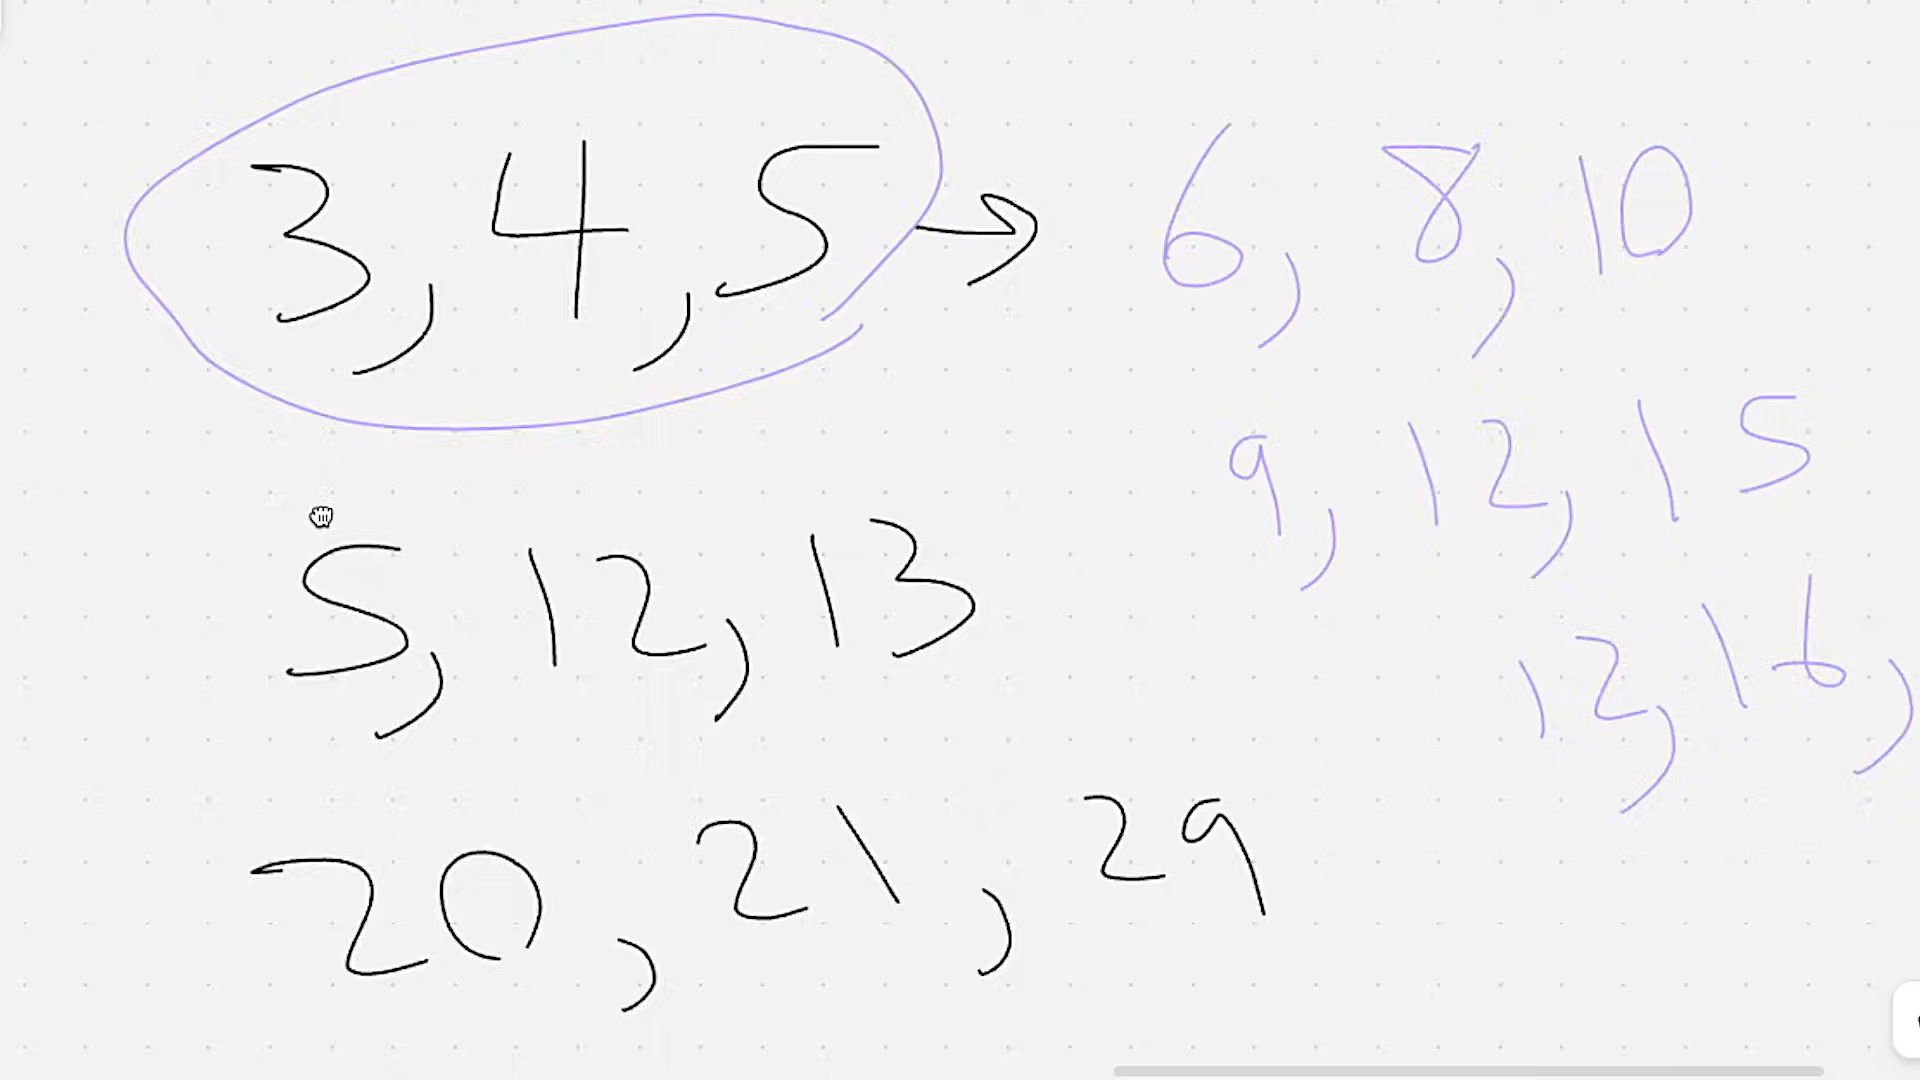 3, 4, 5 → 6, 8, 10
9, 12, 15
5, 12, 13
12, 16,
20, 21, 29